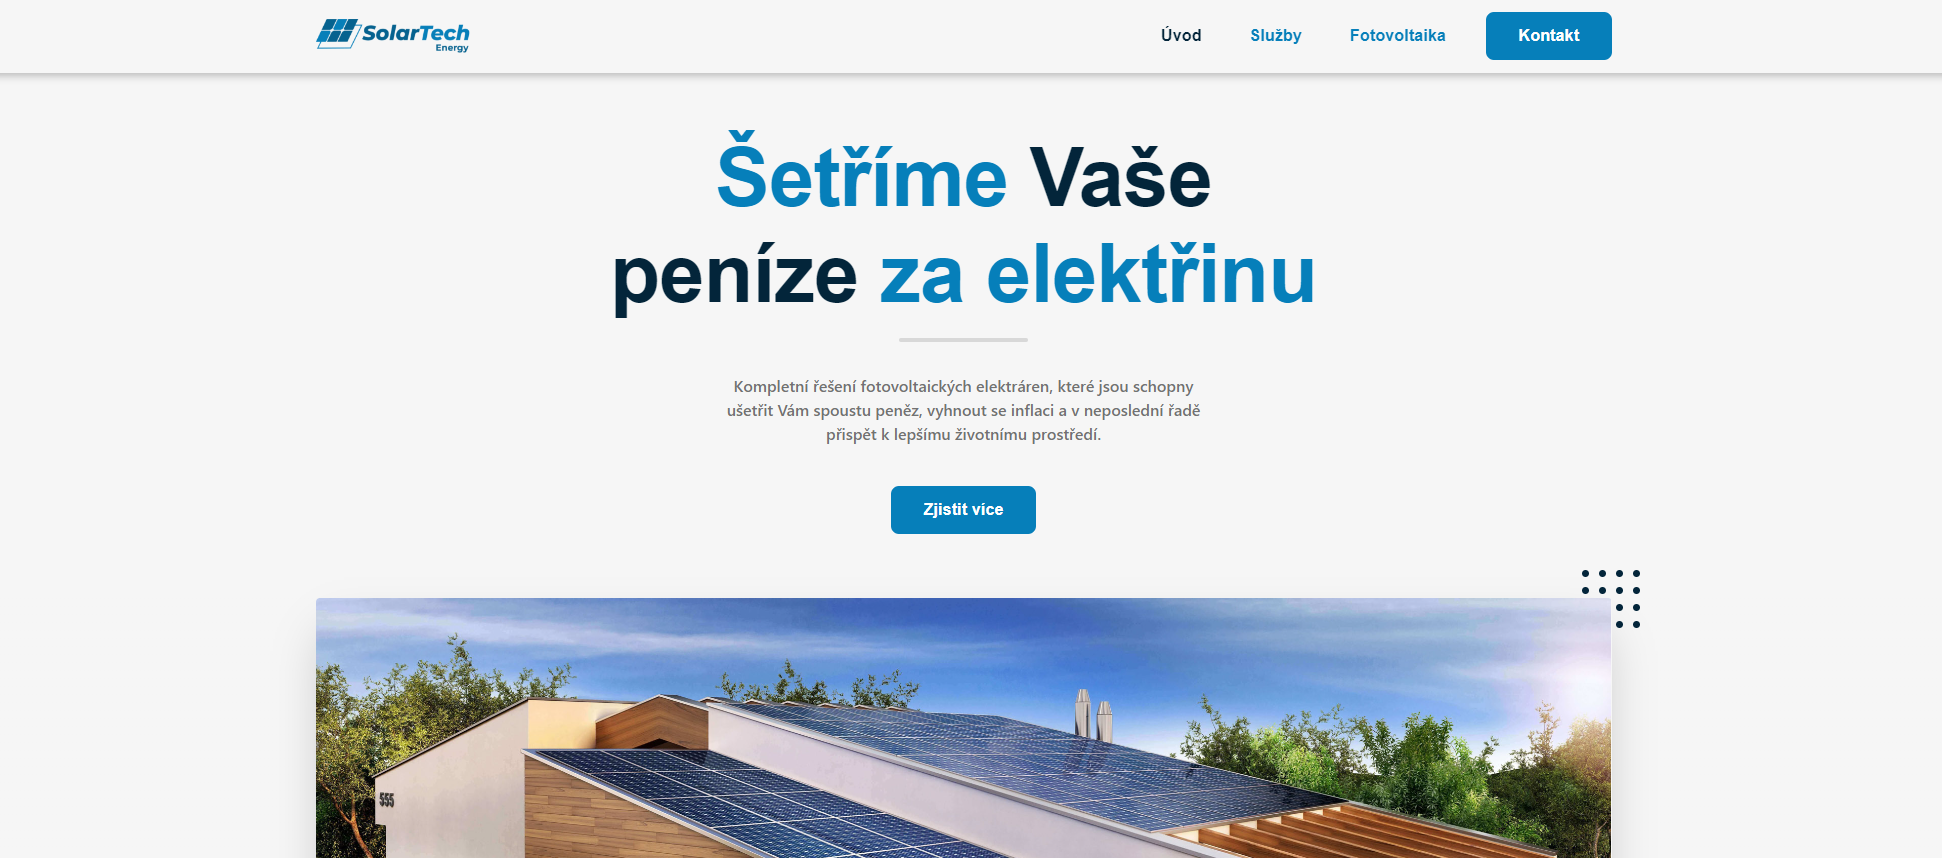 SolarTech
Energy
Úvod
Služby
Fotovoltaika
Kontakt
Šetříme Vaše
peníze za elektřinu
Kompletní řešení fotovoltaických elektráren, které jsou schopny
ušetřit Vám spoustu peněz, vyhnout se inflaci a v neposlední řadě
přispět k lepšímu životnímu prostředí.
Zjistit více
555